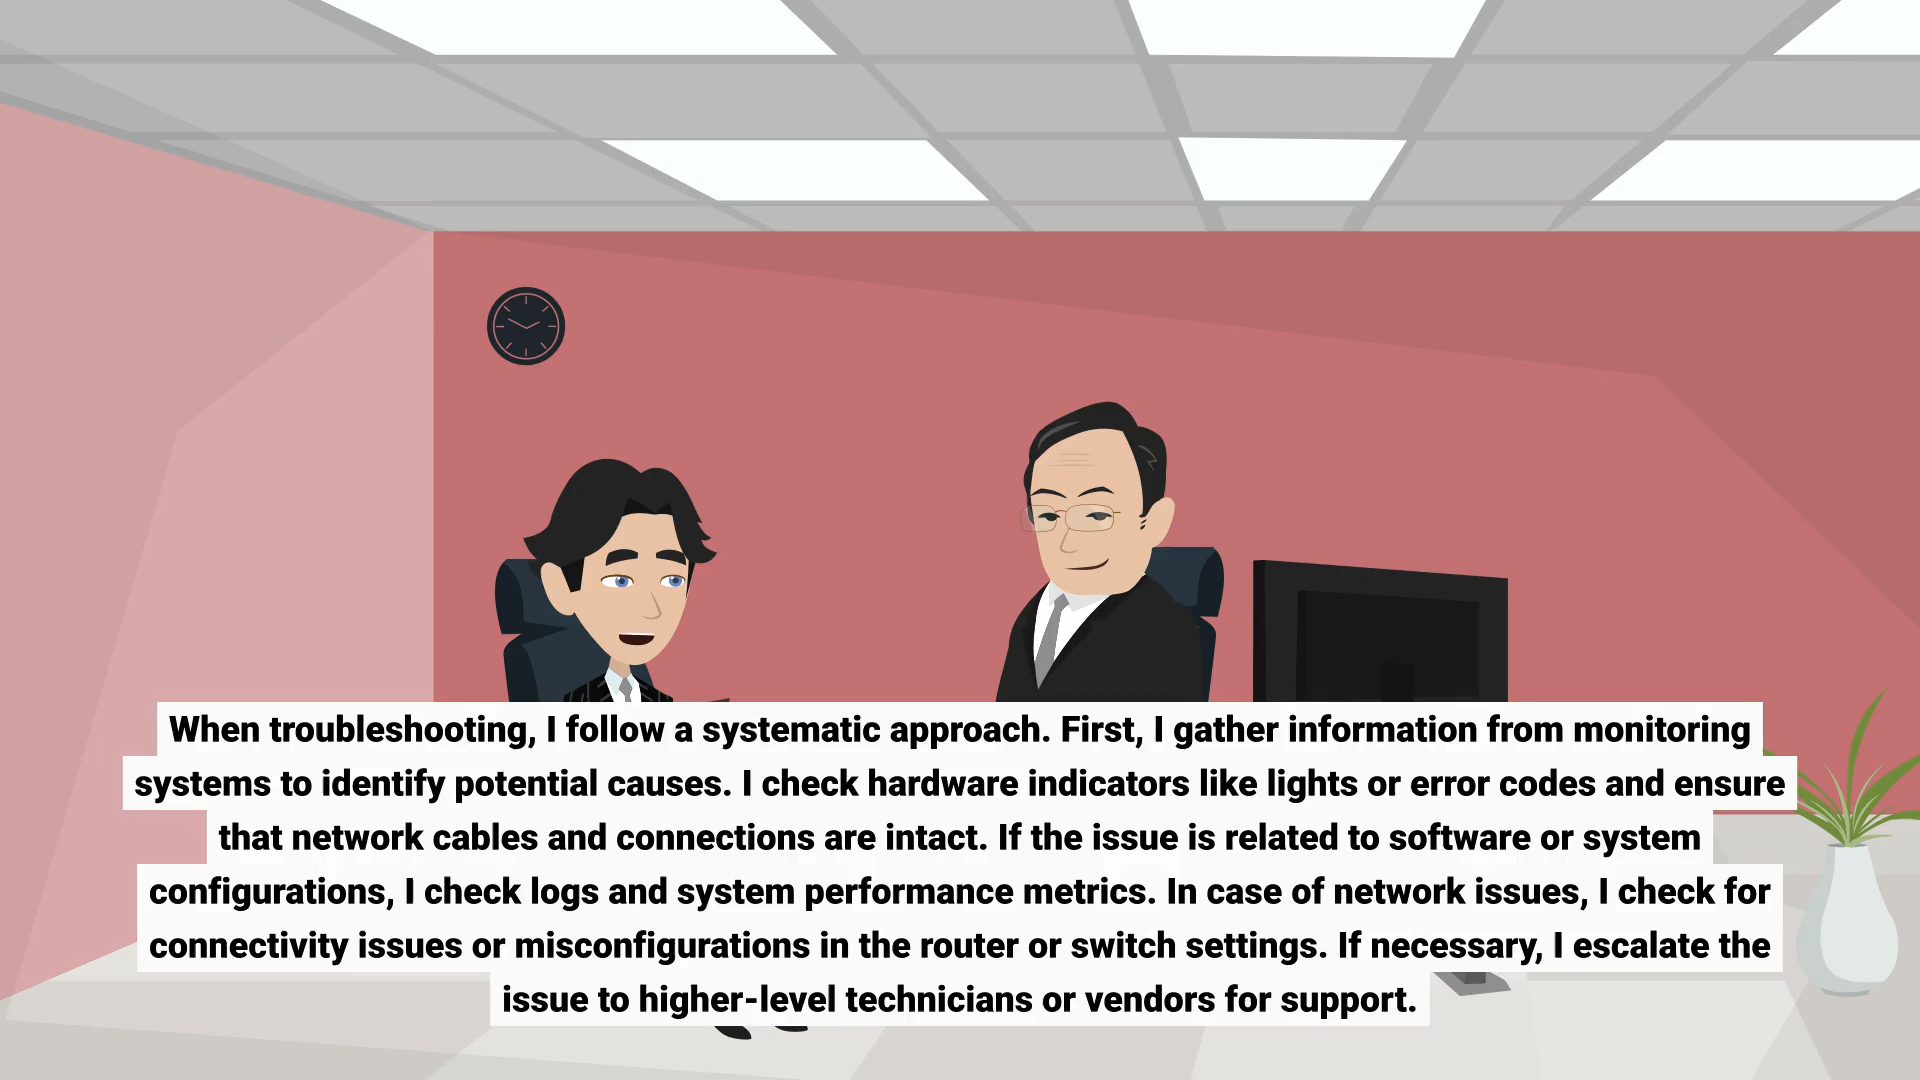 When troubleshooting, I follow a systematic approach. First, I gather information from monitoring
systems to identify potential causes. I check hardware indicators like lights or error codes and ensure
that network cables and connections are intact. If the issue is related to software or system
configurations, I check logs and system performance metrics. In case of network issues, I check for
connectivity issues or misconfigurations in the router or switch settings. If necessary, I escalate the
issue to higher-level technicians or vendors for support.